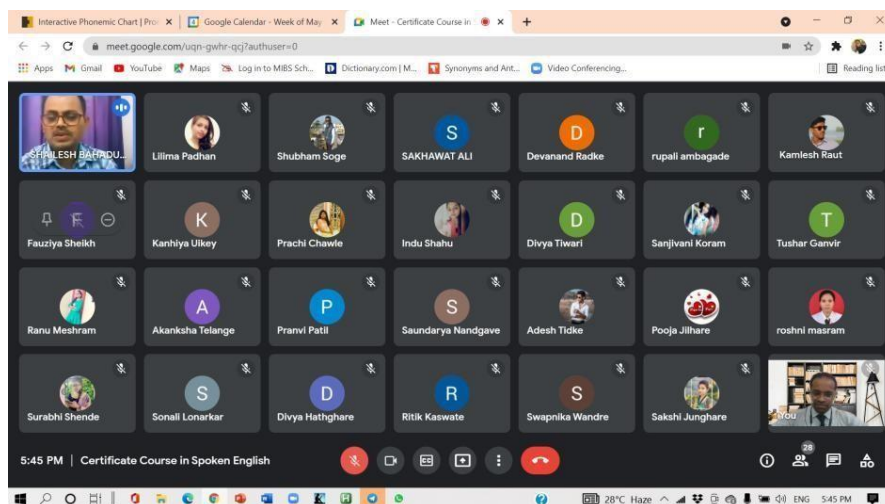 Interactive Phonemic Chart | Pro
Google Calendar - Week of May
Meet - Certificate Course in
meet.google.com/uqn-gwhr-qcj?authuser=0
Apps Gmail YouTube Maps Log in to MIBS Sch... Dictionary.com | M... Synonyms and Ant... Video Conferencing... Reading list
SHAILESH BAHADU...
Lilima Padhan
Shubham Soge
S
SAKHAWAT ALI
D
Devanand Radke
r
rupali ambagade
Kamlesh Raut
F
Fauziya Sheikh
K
Kanhiya Uikey
Prachi Chawle
Indu Shahu
D
Divya Tiwari
Sanjivani Koram
T
Tushar Ganvir
Ranu Meshram
A
Akanksha Telange
P
Pranvi Patil
S
Saundarya Nandgave
Adesh Tidke
Pooja Jilhare
roshni masram
Surabhi Shende
S
Sonali Lonarkar
D
Divya Hathghare
R
Ritik Kaswate
S
Swapnika Wandre
Sakshi Junghare
You
5:45 PM | Certificate Course in Spoken English
28
28°C Haze ENG 5:45 PM